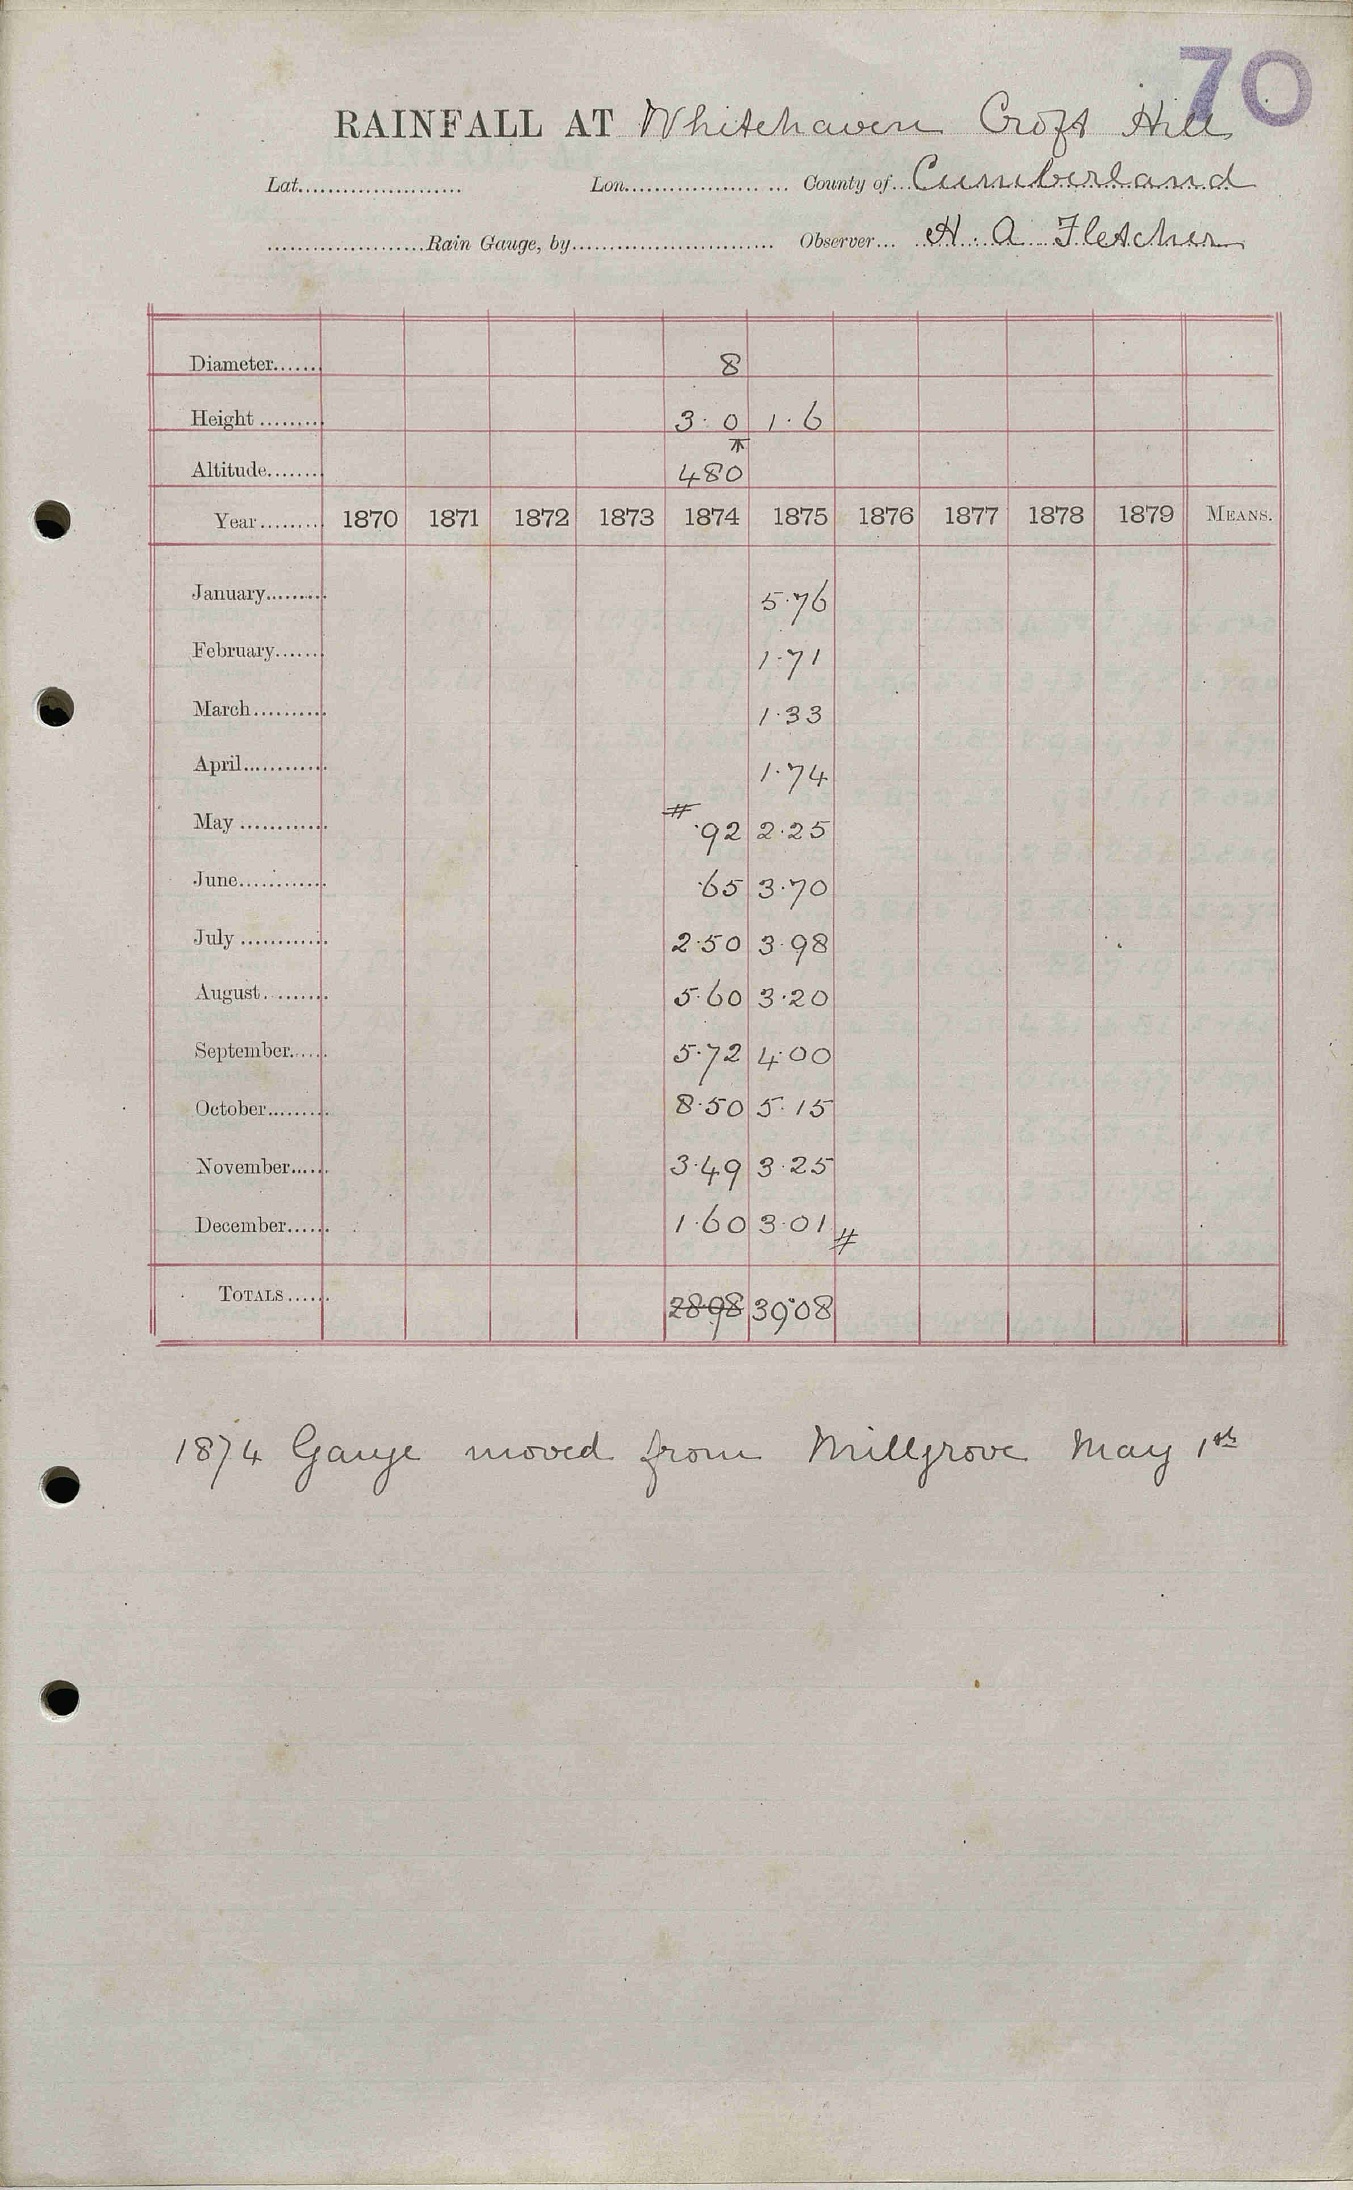 70
RAINFALL AT Whitehaven Croft Hill
Lat...................... Lon...................... County of... Cumberland
.....................Rain Gauge, by........................... Observer... H. A Fletcher
Diameter....... 8
Height ......... 3·0 1·6
Altitude........ 480
Year......... 1870 1871 1872 1873 1874 1875 1876 1877 1878 1879 MEANS.
January......... 5·76
February....... 1·71
March.......... 1·33
April............ 1·74
May ............ # ·92 2·25
June............ ·65 3·70
July ............ 2·50 3·98
August......... 5·60 3·20
September...... 5·72 4·00
October......... 8·50 5·15
November...... 3·49 3·25
December...... 1·60 3·01 #
TOTALS...... 2898 39·08
1874 Gauge moved from Millgrove May 1st